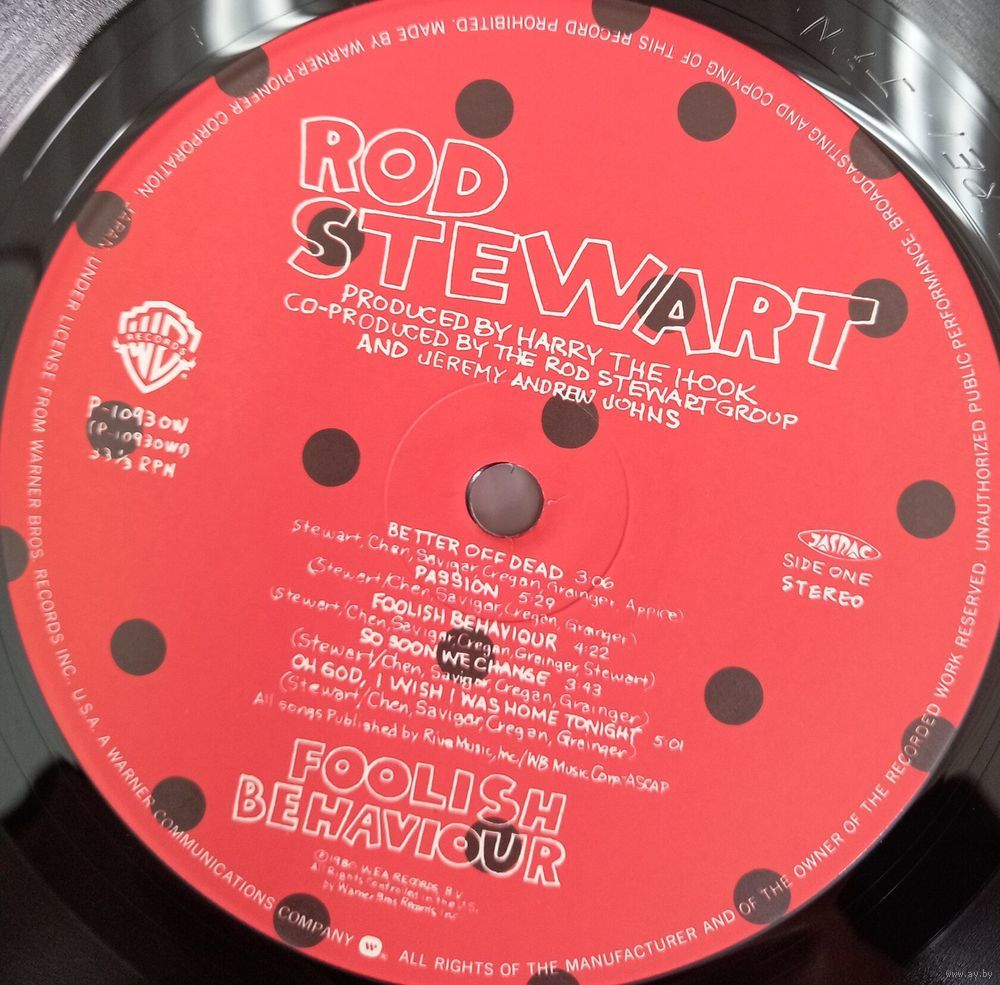 ROD
STEWART
PRODUCED BY HARRY THE HOOK
CO-PRODUCED BY THE ROD STEWART GROUP
AND JEREMY ANDREW JOHNS
RECORDS
P-10930W
(P-10930W1)
33 1/3 RPM
JASRAC
SIDE ONE
STEREO
BETTER OFF DEAD 3:06
Stewart, Chen, Savigar, Cregan, Grainger, Appice)
PASSION 5:29
(Stewart/Chen, Savigar, Cregan, Grainger)
FOOLISH BEHAVIOUR 4:22
Stewart/Chen, Savigar, Cregan, Grainger, Stewart)
SO SOON WE CHANGE 3:43
(Stewart/Chen, Savigar, Cregan, Grainger)
OH GOD, I WISH I WAS HOME TONIGHT 5:01
(Stewart/Chen, Savigar, Cregan, Grainger)
All songs Published by Riva Music, Inc/WB Music Corp.-ASCAP
FOOLISH
BEHAVIOUR
Ⓟ1980 WEA RECORDS B.V.
All Rights Controlled in the U.S.
by Warner Bros Records Inc
ALL RIGHTS OF THE MANUFACTURER AND OF THE OWNER OF THE RECORDED WORK RESERVED. UNAUTHORIZED PUBLIC PERFORMANCE, BROADCASTING AND COPYING OF THIS RECORD PROHIBITED. MADE BY WARNER-PIONEER CORPORATION, JAPAN. UNDER LICENSE FROM WARNER BROS. RECORDS INC. U.S.A. A WARNER COMMUNICATIONS COMPANY
www.ay.by